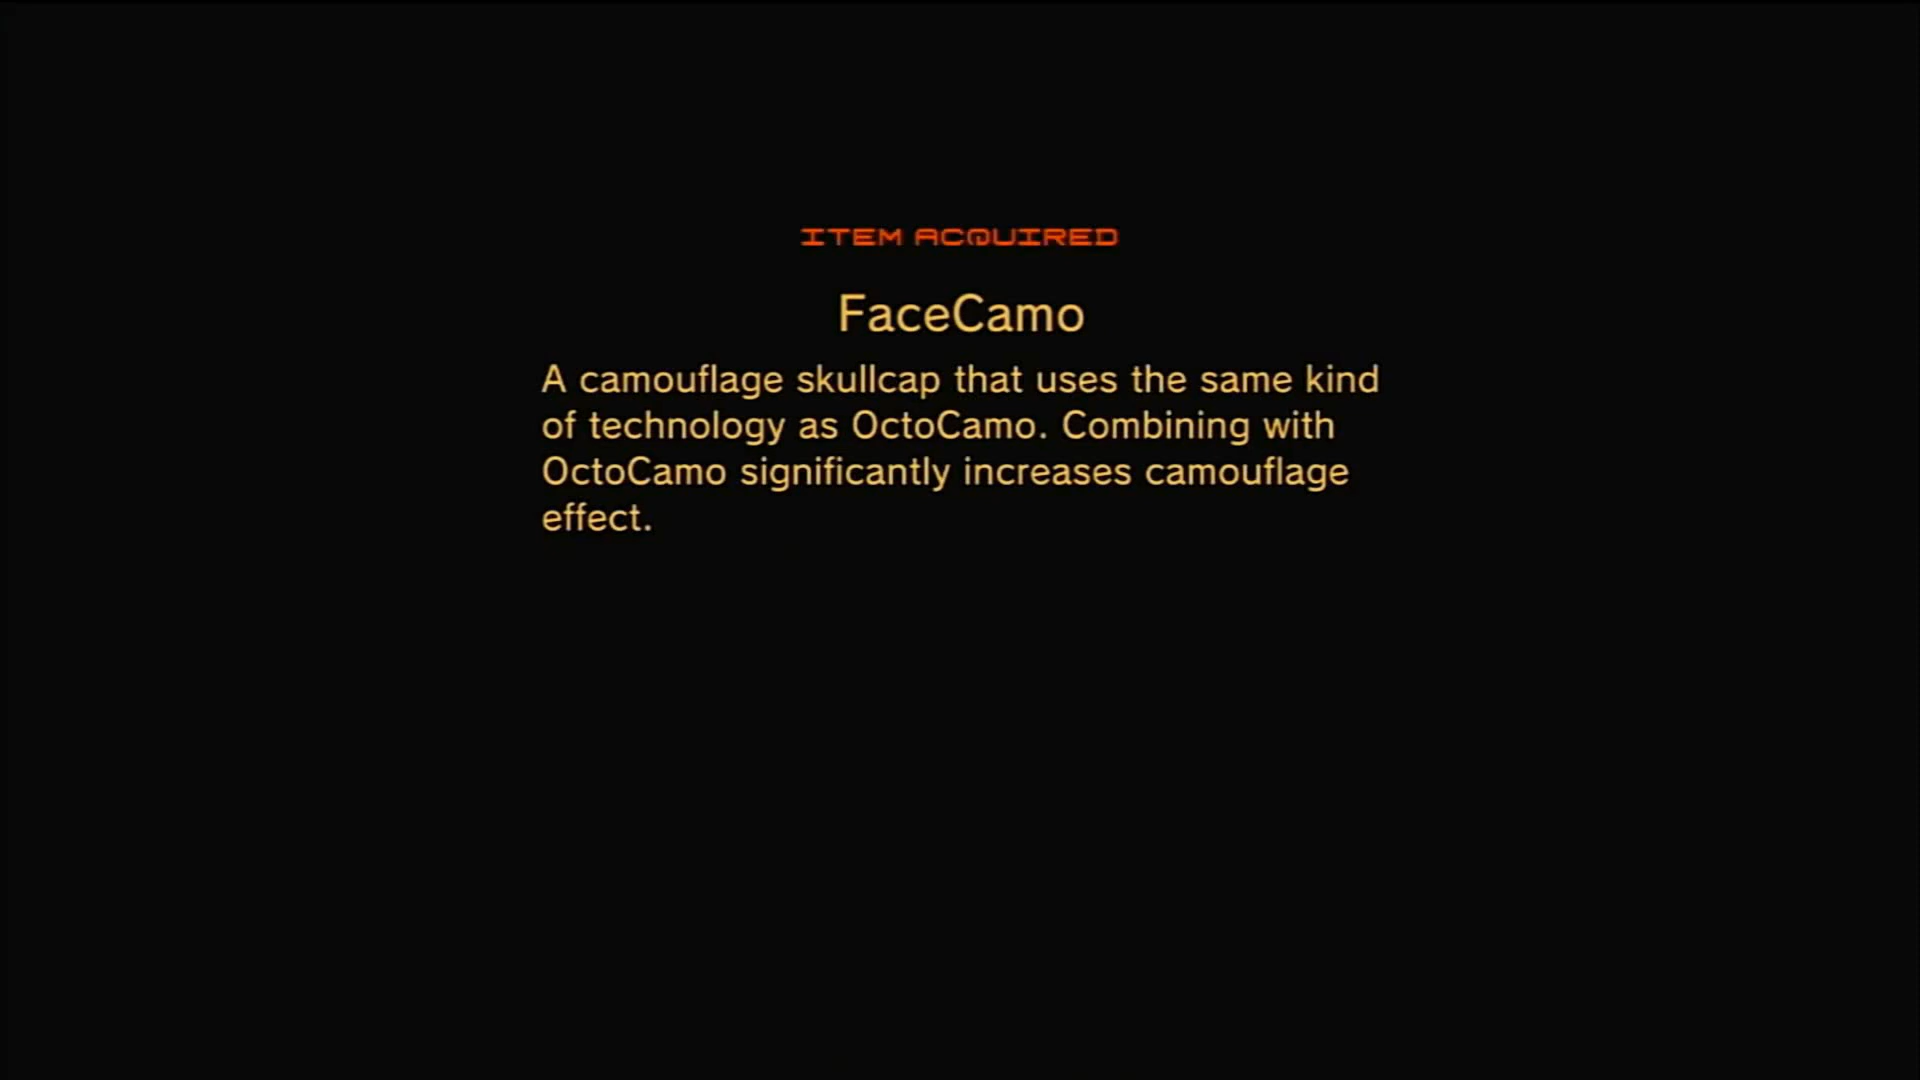 ITEM ACQUIRED
FaceCamo
A camouflage skullcap that uses the same kind
of technology as OctoCamo. Combining with
OctoCamo significantly increases camouflage
effect.